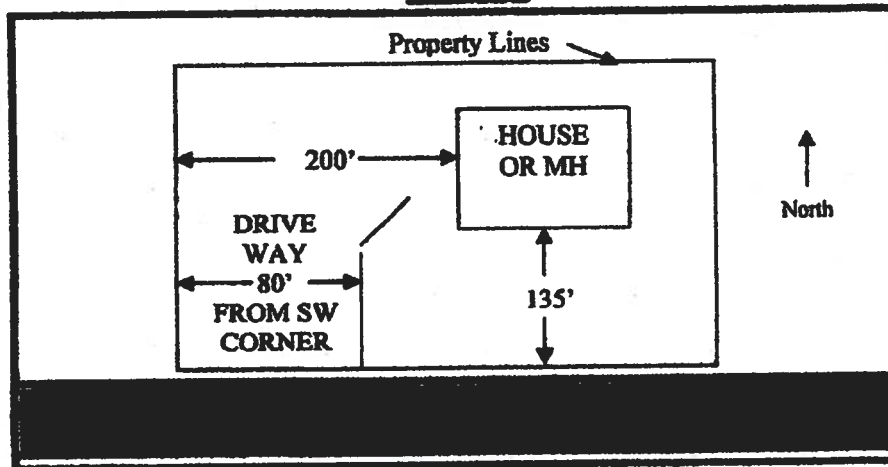 Property Lines
HOUSE
OR MH
200'
North
DRIVE
WAY
80'
FROM SW
CORNER
135'